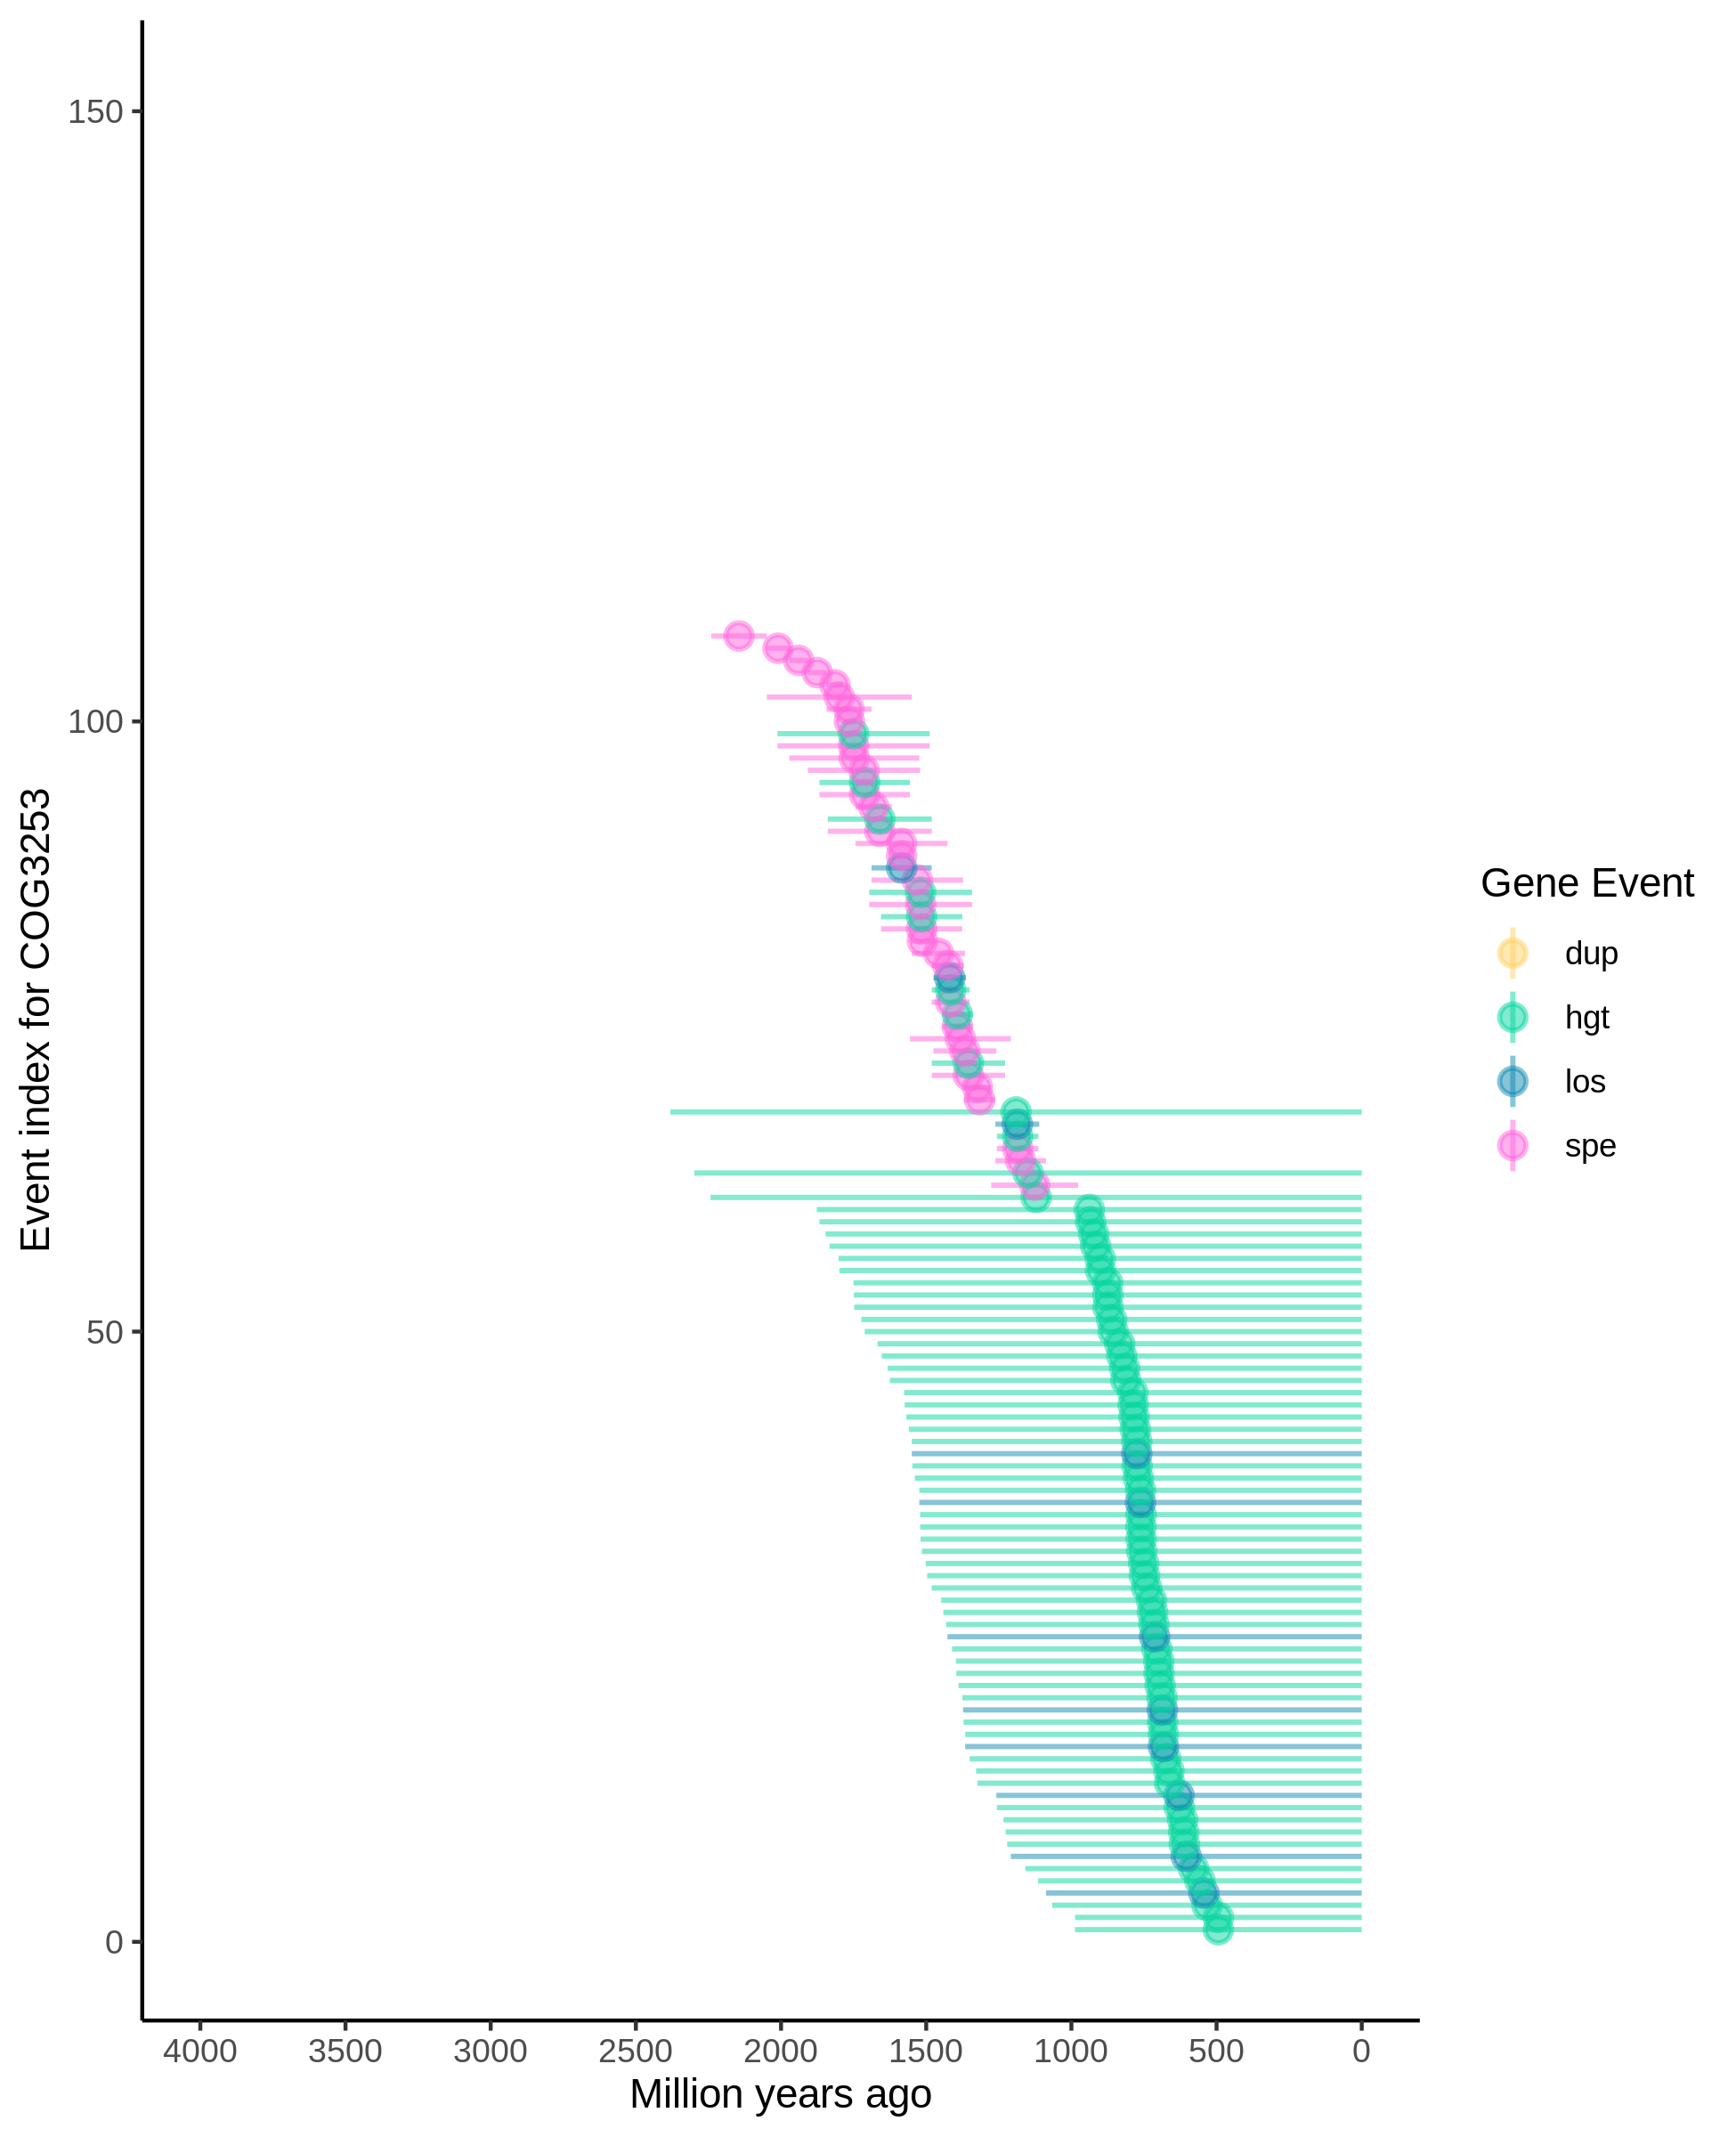 150
100
50
0
Event index for COG3253
4000 3500 3000 2500 2000 1500 1000 500 0
Million years ago
Gene Event
dup
hgt
los
spe